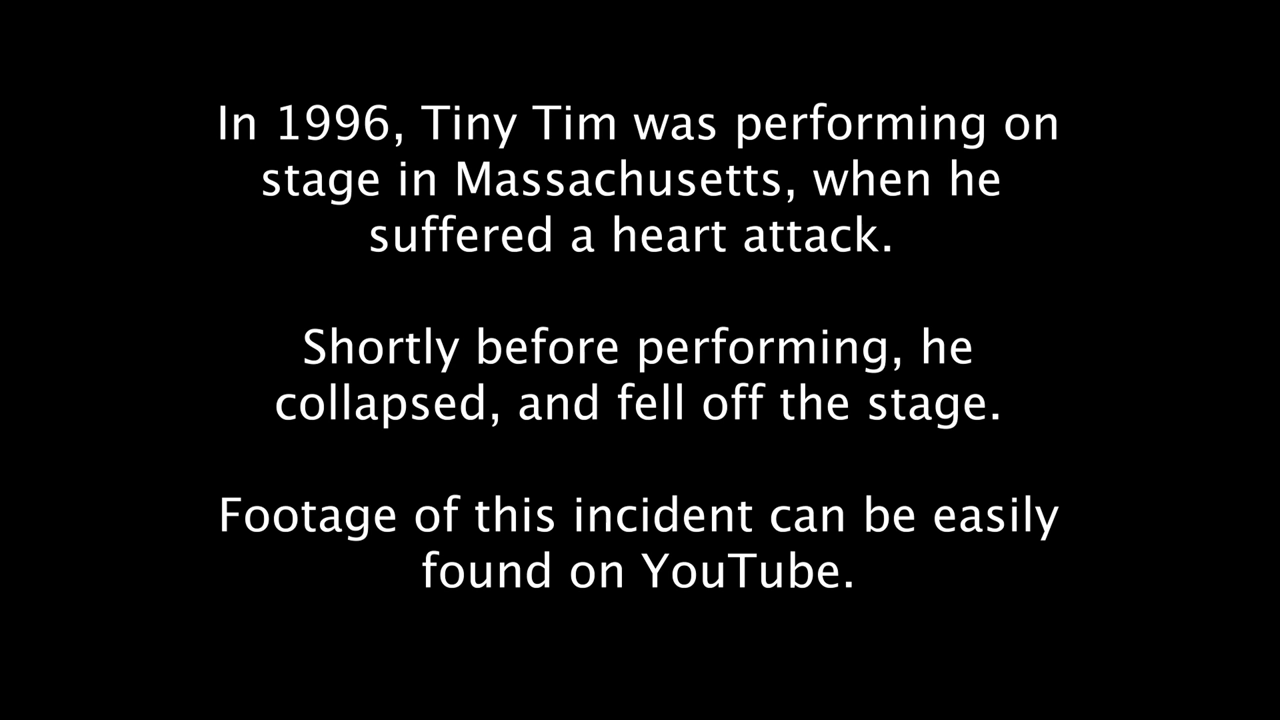 In 1996, Tiny Tim was performing on
stage in Massachusetts, when he
suffered a heart attack.
Shortly before performing, he
collapsed, and fell off the stage.
Footage of this incident can be easily
found on YouTube.